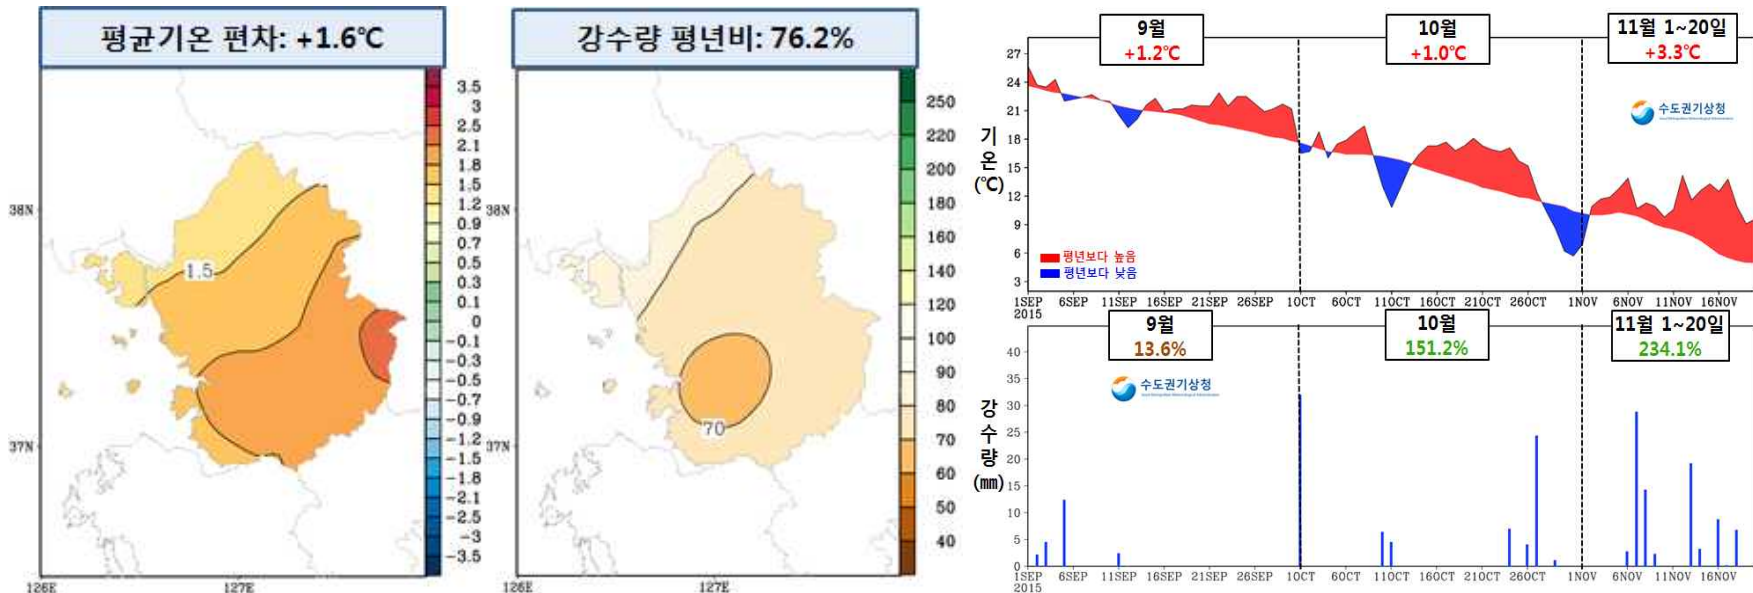 평균기온 편차: +1.6℃
3.5
3
2.5
2.1
1.8
1.5
1.2
0.9
0.7
0.5
0.3
0.1
0
-0.1
-0.3
-0.5
-0.7
-0.9
-1.2
-1.5
-1.8
-2.1
-2.5
-3
-3.5
38N
37N
126E
127E
1.5
강수량 평년비: 76.2%
250
220
200
180
160
140
120
100
90
80
70
60
50
40
38N
37N
126E
127E
70
9월
+1.2℃
10월
+1.0℃
11월 1~20일
+3.3℃
수도권기상청
기온(℃)
27
24
21
18
15
12
9
6
3
평년보다 높음
평년보다 낮음
1SEP 6SEP 11SEP 16SEP 21SEP 26SEP 1OCT 6OCT 11OCT 16OCT 21OCT 26OCT 1NOV 6NOV 11NOV 16NOV
2015
9월
13.6%
10월
151.2%
11월 1~20일
234.1%
수도권기상청
강수량(㎜)
40
35
30
25
20
15
10
5
0
1SEP 6SEP 11SEP 16SEP 21SEP 26SEP 1OCT 6OCT 11OCT 16OCT 21OCT 26OCT 1NOV 6NOV 11NOV 16NOV
2015